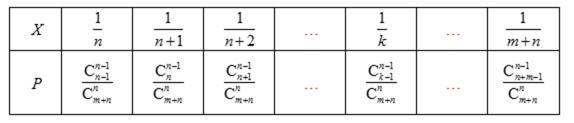 X 1/n 1/(n+1) 1/(n+2) … 1/k … 1/(m+n)
P C_{n-1}^{n-1}/C_{m+n}^{n} C_{n}^{n-1}/C_{m+n}^{n} C_{n+1}^{n-1}/C_{m+n}^{n} … C_{k-1}^{n-1}/C_{m+n}^{n} … C_{n+m-1}^{n-1}/C_{m+n}^{n}